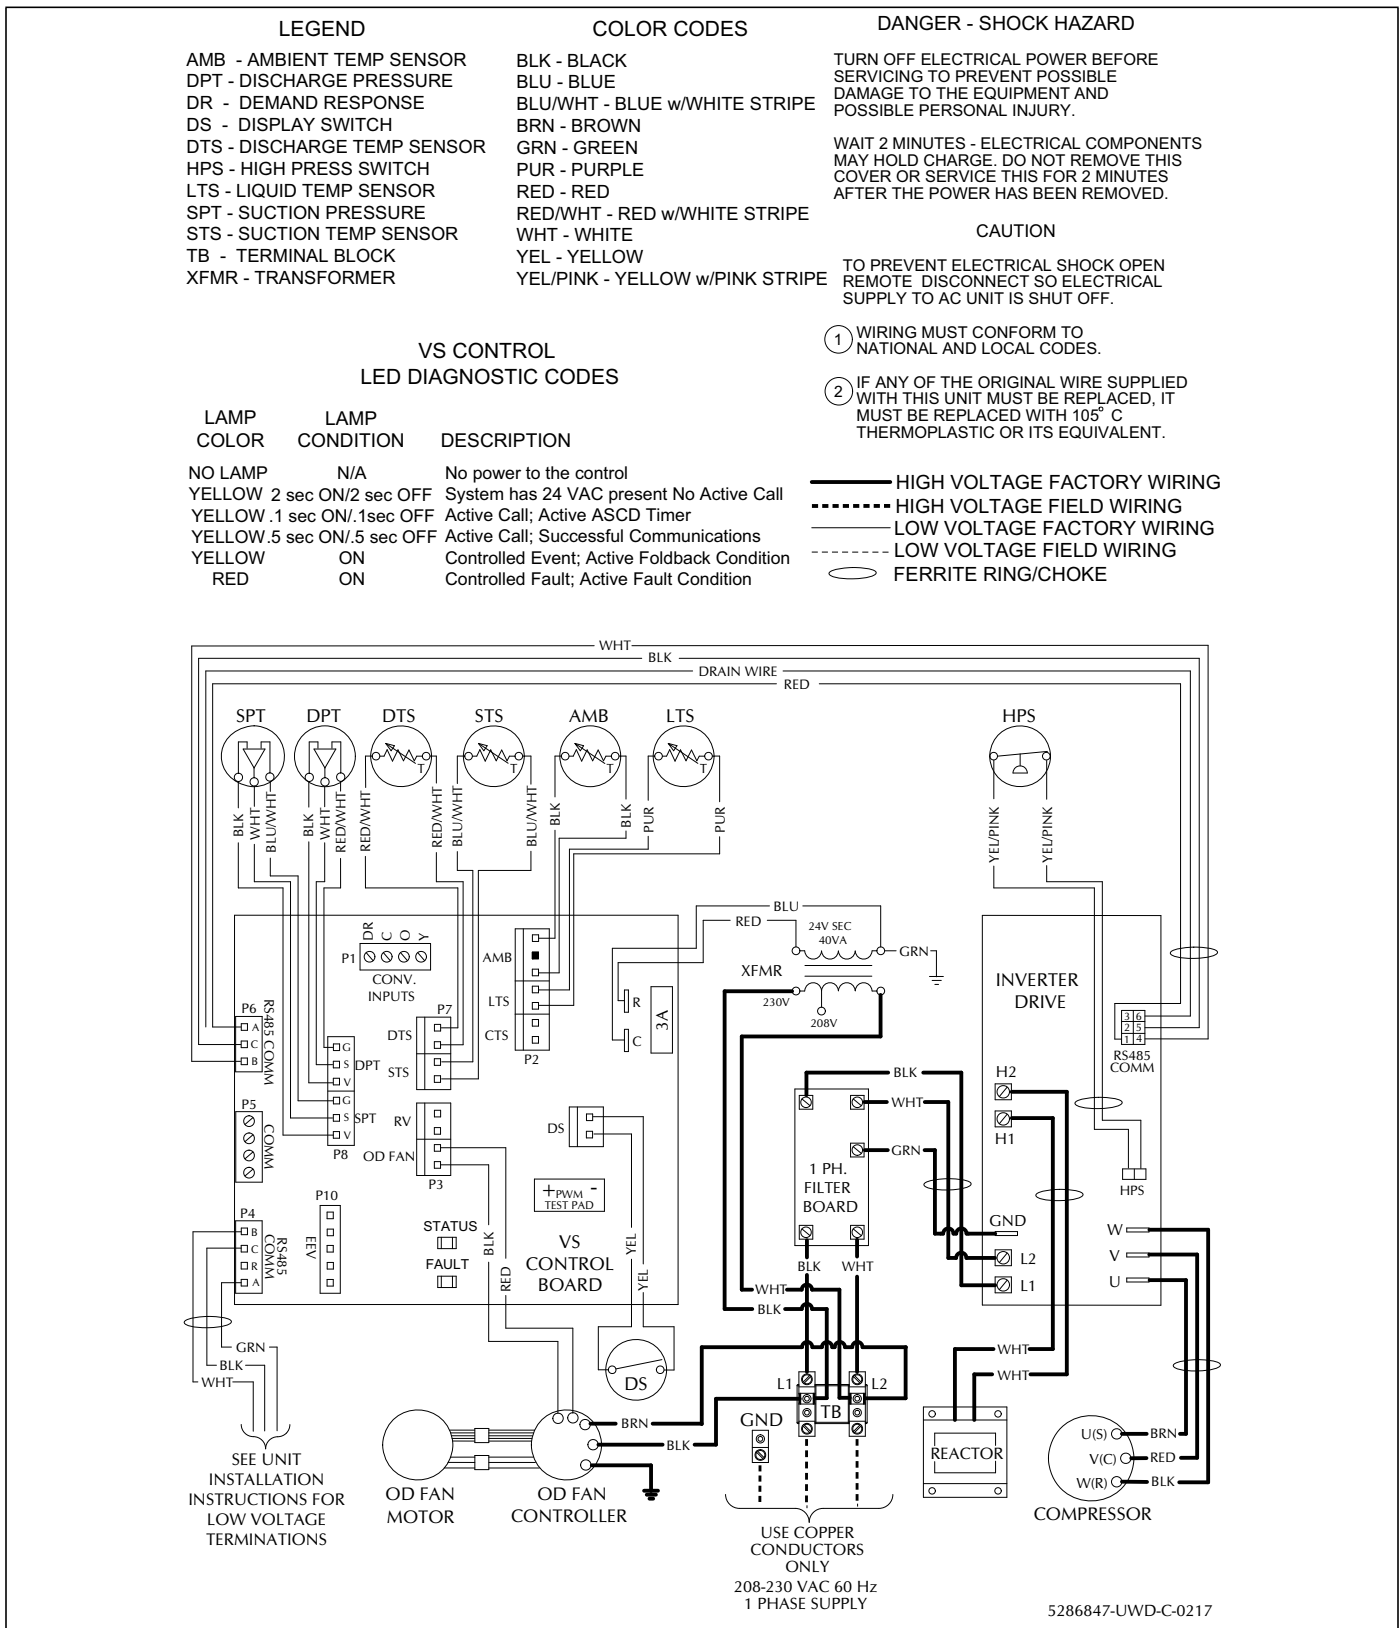 LEGEND
AMB - AMBIENT TEMP SENSOR
DPT - DISCHARGE PRESSURE
DR - DEMAND RESPONSE
DS - DISPLAY SWITCH
DTS - DISCHARGE TEMP SENSOR
HPS - HIGH PRESS SWITCH
LTS - LIQUID TEMP SENSOR
SPT - SUCTION PRESSURE
STS - SUCTION TEMP SENSOR
TB - TERMINAL BLOCK
XFMR - TRANSFORMER
COLOR CODES
BLK - BLACK
BLU - BLUE
BLU/WHT - BLUE w/WHITE STRIPE
BRN - BROWN
GRN - GREEN
PUR - PURPLE
RED - RED
RED/WHT - RED w/WHITE STRIPE
WHT - WHITE
YEL - YELLOW
YEL/PINK - YELLOW w/PINK STRIPE
DANGER - SHOCK HAZARD
TURN OFF ELECTRICAL POWER BEFORE
SERVICING TO PREVENT POSSIBLE
DAMAGE TO THE EQUIPMENT AND
POSSIBLE PERSONAL INJURY.
WAIT 2 MINUTES - ELECTRICAL COMPONENTS
MAY HOLD CHARGE. DO NOT REMOVE THIS
COVER OR SERVICE THIS FOR 2 MINUTES
AFTER THE POWER HAS BEEN REMOVED.
CAUTION
TO PREVENT ELECTRICAL SHOCK OPEN
REMOTE DISCONNECT SO ELECTRICAL
SUPPLY TO AC UNIT IS SHUT OFF.
1 WIRING MUST CONFORM TO
NATIONAL AND LOCAL CODES.
2 IF ANY OF THE ORIGINAL WIRE SUPPLIED
WITH THIS UNIT MUST BE REPLACED, IT
MUST BE REPLACED WITH 105° C
THERMOPLASTIC OR ITS EQUIVALENT.
VS CONTROL
LED DIAGNOSTIC CODES
LAMP COLOR LAMP CONDITION DESCRIPTION
NO LAMP N/A No power to the control
YELLOW 2 sec ON/2 sec OFF System has 24 VAC present No Active Call
YELLOW .1 sec ON/.1sec OFF Active Call; Active ASCD Timer
YELLOW.5 sec ON/.5 sec OFF Active Call; Successful Communications
YELLOW ON Controlled Event; Active Foldback Condition
RED ON Controlled Fault; Active Fault Condition
HIGH VOLTAGE FACTORY WIRING
HIGH VOLTAGE FIELD WIRING
LOW VOLTAGE FACTORY WIRING
LOW VOLTAGE FIELD WIRING
FERRITE RING/CHOKE
WHT
BLK
DRAIN WIRE
RED
SPT DPT DTS STS AMB LTS HPS
T T T T
BLK WHT BLU/WHT BLK WHT RED/WHT RED/WHT RED/WHT BLU/WHT BLU/WHT BLK BLK PUR PUR YEL/PINK YEL/PINK
BLU
RED
24V SEC
40VA
GRN
XFMR
230V
208V
R
C
3A
DR C O Y
P1
CONV.
INPUTS
AMB
LTS
CTS
P2
P7
DTS
STS
P6
A
C
B
RS485 COMM
G
S DPT
V
G
S SPT
V
P8
P5
COMM
RV
OD FAN
P3
DS
+ PWM -
TEST PAD
P10
EEV
P4
B
C
R
A
RS485
COMM
STATUS
FAULT
VS
CONTROL
BOARD
BLK
RED
YEL
YEL
DS
INVERTER
DRIVE
3 6
2 5
1 4
RS485
COMM
H2
H1
HPS
GND
L2
L1
W
V
U
BLK
WHT
GRN
1 PH.
FILTER
BOARD
BLK WHT
WHT
BLK
L1 L2
TB
GND
BRN
BLK
GRN
BLK
WHT
SEE UNIT
INSTALLATION
INSTRUCTIONS FOR
LOW VOLTAGE
TERMINATIONS
OD FAN
MOTOR
OD FAN
CONTROLLER
USE COPPER
CONDUCTORS
ONLY
208-230 VAC 60 Hz
1 PHASE SUPPLY
WHT
WHT
REACTOR
U(S) BRN
V(C) RED
W(R) BLK
COMPRESSOR
5286847-UWD-C-0217